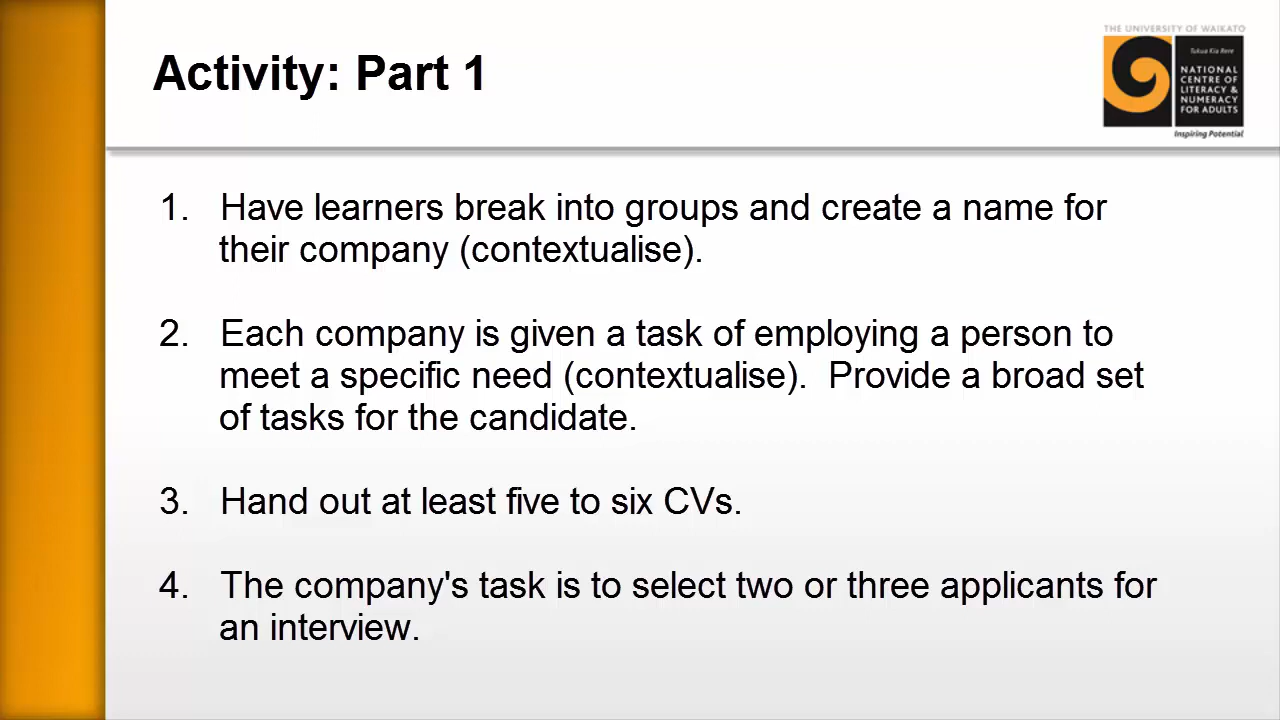 THE UNIVERSITY OF WAIKATO
Tukua Kia Rere
NATIONAL
CENTRE OF
LITERACY &
NUMERACY
FOR ADULTS
Inspiring Potential
Activity: Part 1
1. Have learners break into groups and create a name for
their company (contextualise).
2. Each company is given a task of employing a person to
meet a specific need (contextualise). Provide a broad set
of tasks for the candidate.
3. Hand out at least five to six CVs.
4. The company's task is to select two or three applicants for
an interview.